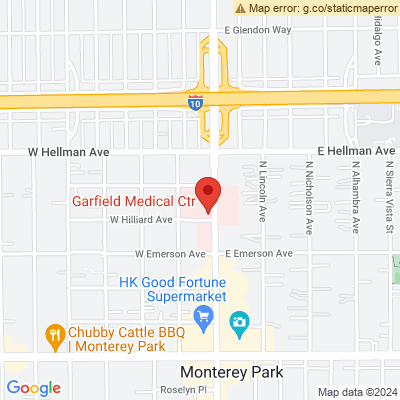 Map error: g.co/staticmaperror
E Glendon Way
Hidalgo Ave
10
W Hellman Ave
E Hellman Ave
Garfield Medical Ctr
W Hilliard Ave
N Lincoln Ave
N Nicholson Ave
N Alhambra Ave
N Sierra Vista St
W Emerson Ave
E Emerson Ave
HK Good Fortune
Supermarket
Chubby Cattle BBQ
| Monterey Park
Monterey Park
Google
Roselyn Pl
Map data ©2024